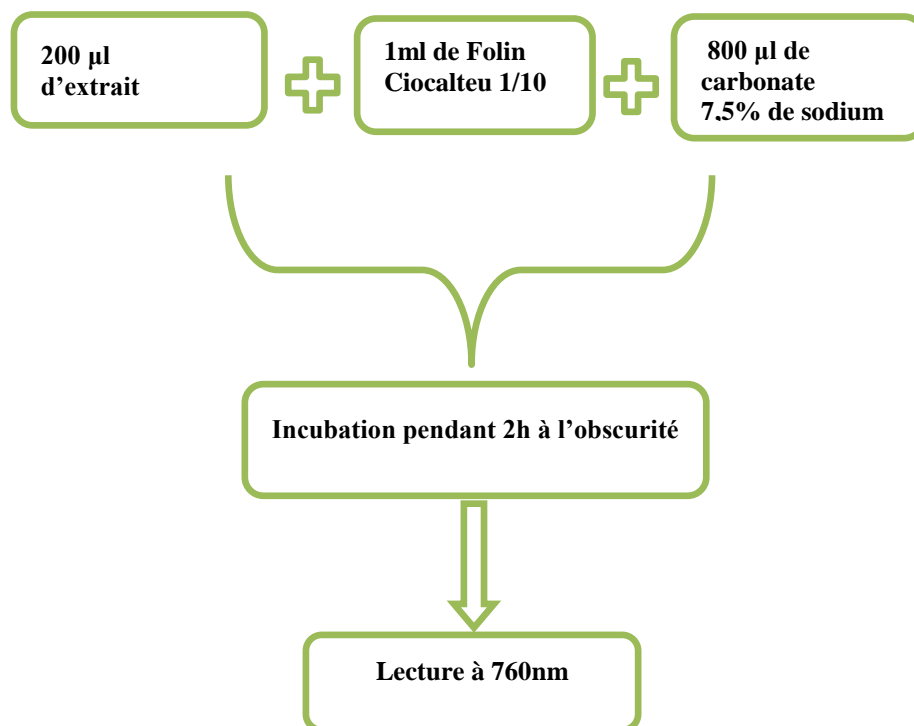 200 µl
d’extrait
1ml de Folin
Ciocalteu 1/10
800 µl de
carbonate
7,5% de sodium
Incubation pendant 2h à l’obscurité
Lecture à 760nm